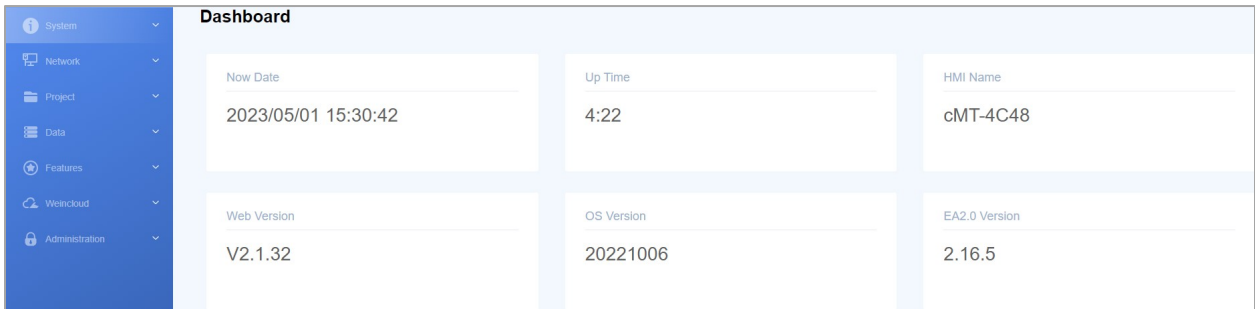 System
Network
Project
Data
Features
Weincloud
Administration
Dashboard
Now Date
2023/05/01 15:30:42
Up Time
4:22
HMI Name
cMT-4C48
Web Version
V2.1.32
OS Version
20221006
EA2.0 Version
2.16.5